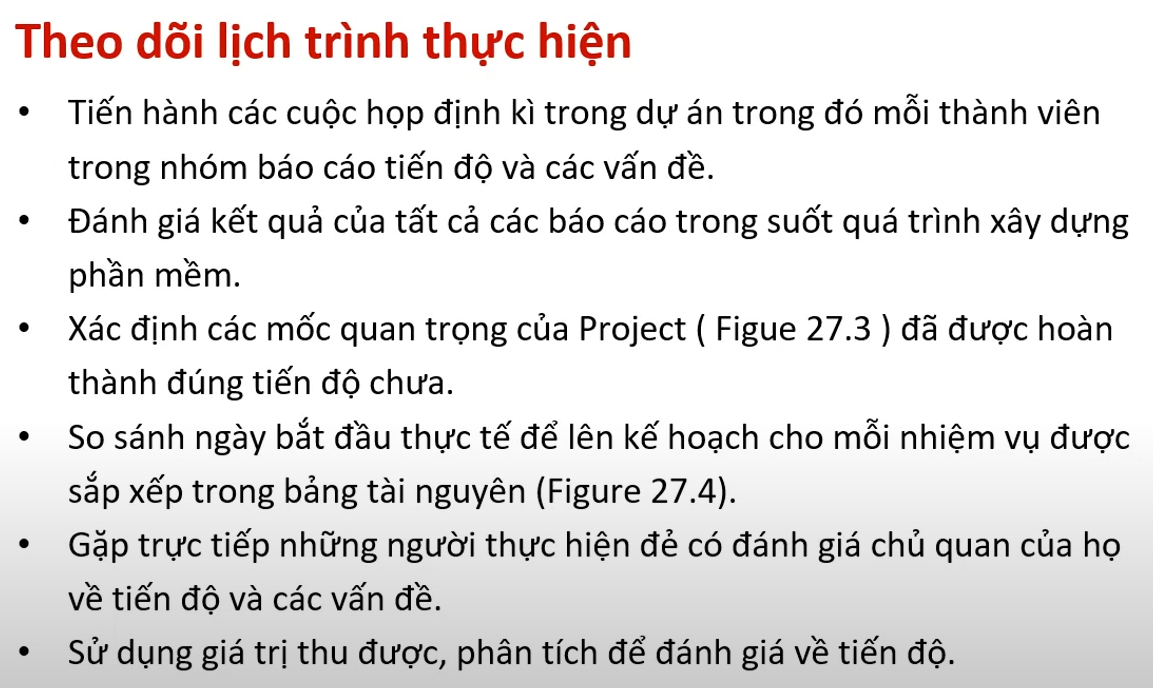 Theo dõi lịch trình thực hiện
• Tiến hành các cuộc họp định kì trong dự án trong đó mỗi thành viên
trong nhóm báo cáo tiến độ và các vấn đề.
• Đánh giá kết quả của tất cả các báo cáo trong suốt quá trình xây dựng
phần mềm.
• Xác định các mốc quan trọng của Project ( Figue 27.3 ) đã được hoàn
thành đúng tiến độ chưa.
• So sánh ngày bắt đầu thực tế để lên kế hoạch cho mỗi nhiệm vụ được
sắp xếp trong bảng tài nguyên (Figure 27.4).
• Gặp trực tiếp những người thực hiện đẻ có đánh giá chủ quan của họ
về tiến độ và các vấn đề.
• Sử dụng giá trị thu được, phân tích để đánh giá về tiến độ.